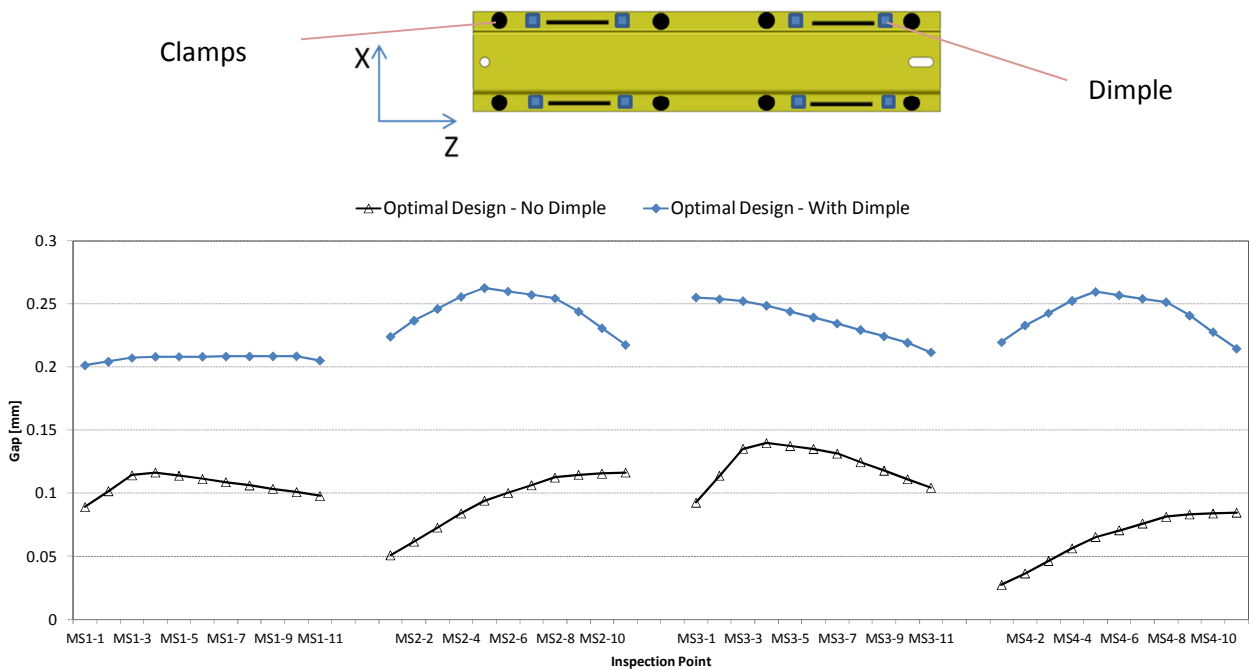 Clamps
X
Z
Dimple
Optimal Design - No Dimple
Optimal Design - With Dimple
0.3
0.25
0.2
0.15
0.1
0.05
0
Gap [mm]
MS1-1 MS1-3 MS1-5 MS1-7 MS1-9 MS1-11 MS2-2 MS2-4 MS2-6 MS2-8 MS2-10 MS3-1 MS3-3 MS3-5 MS3-7 MS3-9 MS3-11 MS4-2 MS4-4 MS4-6 MS4-8 MS4-10
Inspection Point